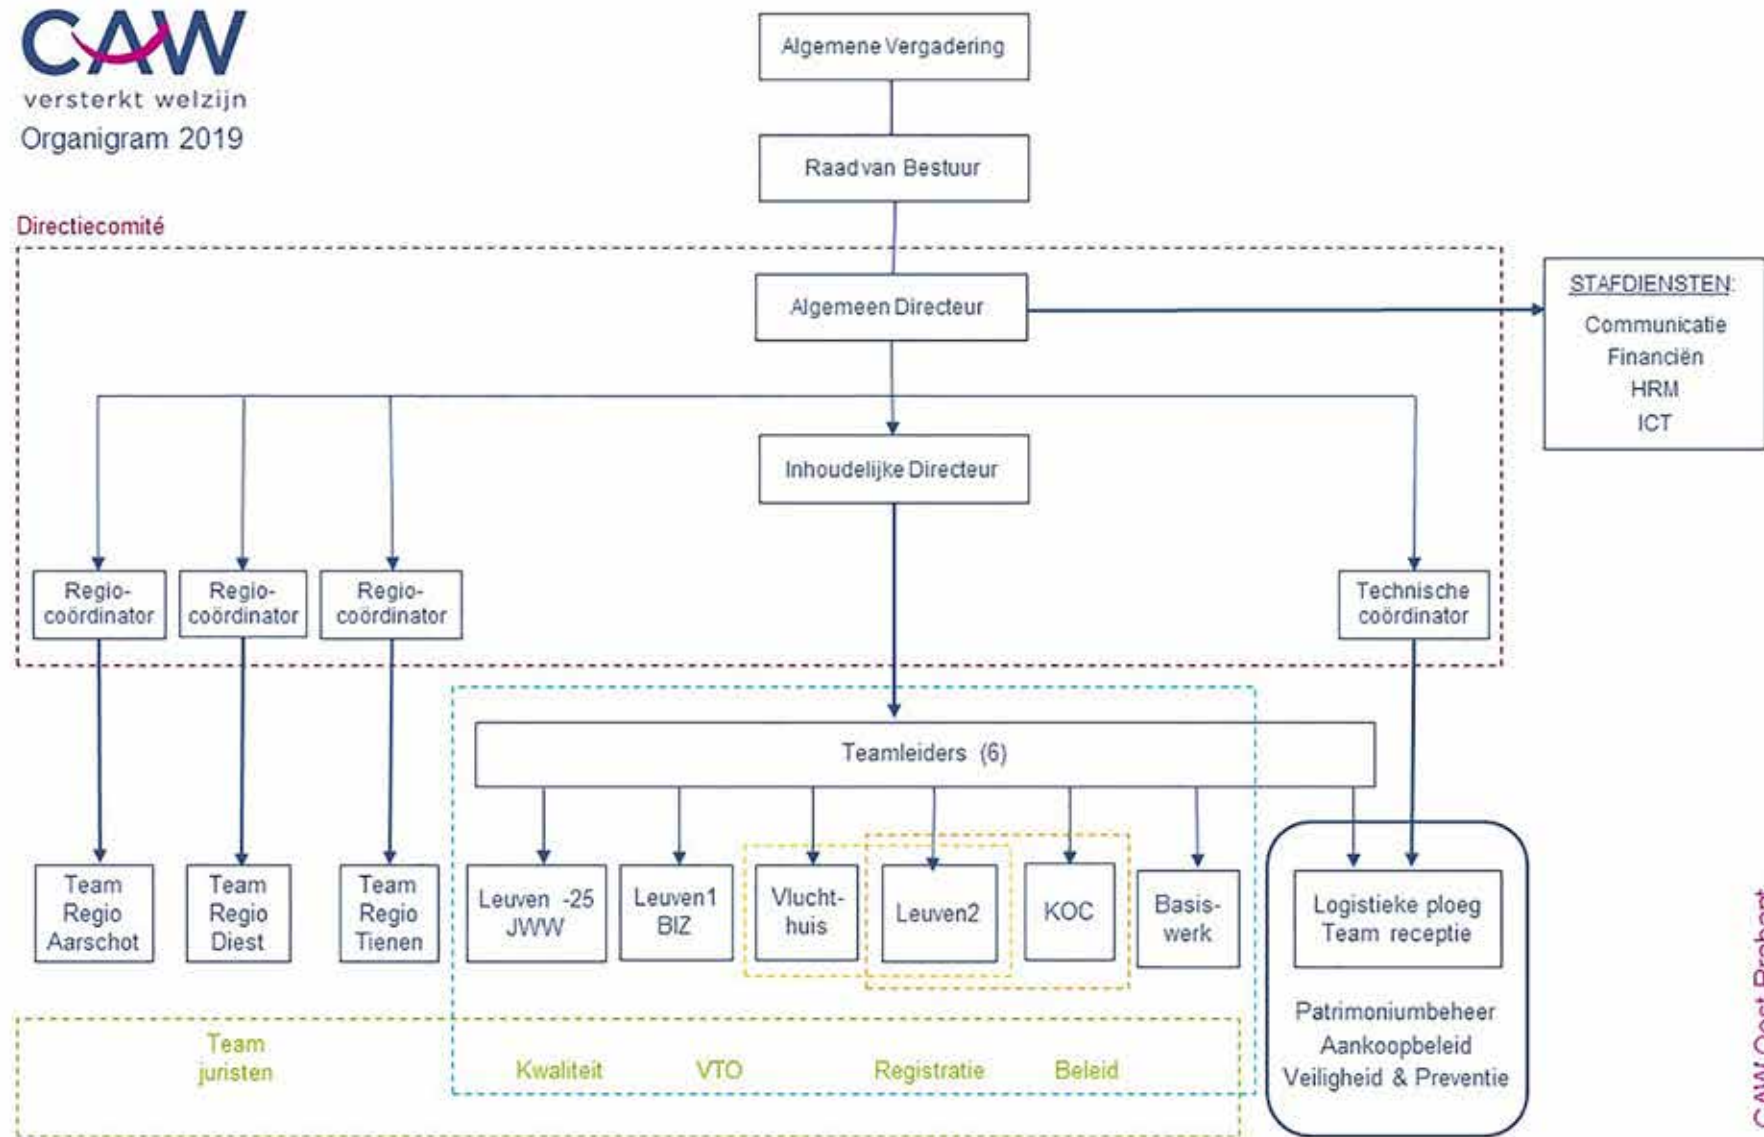 CAW
versterkt welzijn
Organigram 2019
Algemene Vergadering
Raad van Bestuur
Directiecomité
Algemeen Directeur
STAFDIENSTEN:
Communicatie
Financiën
HRM
ICT
Inhoudelijke Directeur
Regio-
coördinator
Regio-
coördinator
Regio-
coördinator
Technische
coördinator
Teamleiders (6)
Team
Regio
Aarschot
Team
Regio
Diest
Team
Regio
Tienen
Leuven -25
JWW
Leuven1
BIZ
Vlucht-
huis
Leuven2
KOC
Basis-
werk
Logistieke ploeg
Team receptie
Patrimoniumbeheer
Aankoopbeleid
Veiligheid & Preventie
Team
juristen
Kwaliteit
VTO
Registratie
Beleid
CAW Oost-Brabant